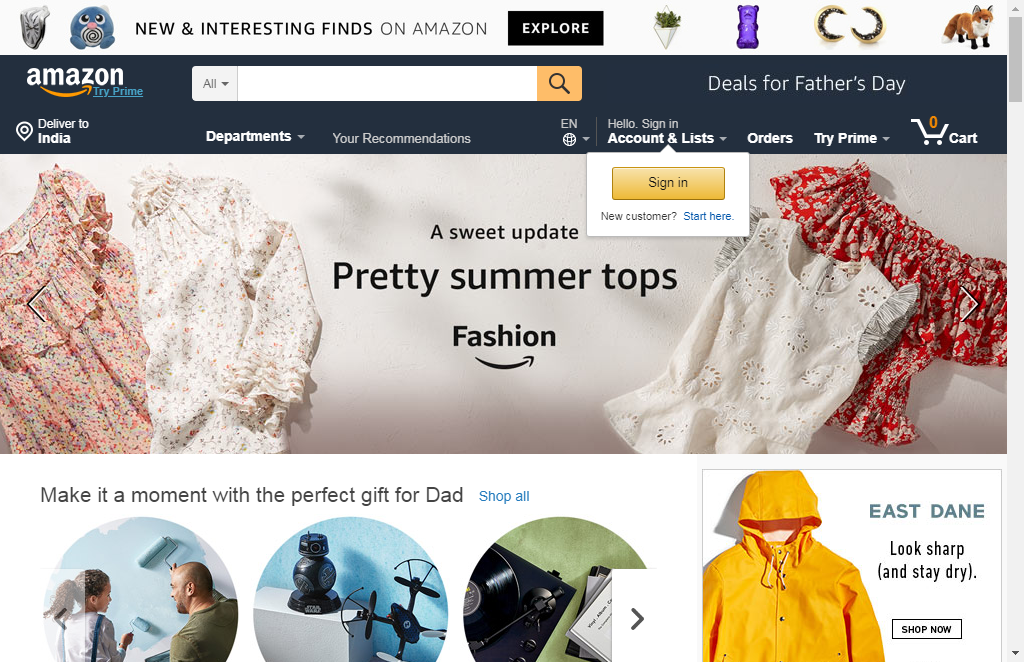 NEW & INTERESTING FINDS ON AMAZON EXPLORE
amazon
Try Prime
All
Deals for Father's Day
Deliver to
India
Departments
Your Recommendations
EN
Hello. Sign in
Account & Lists
Orders
Try Prime
0
Cart
Sign in
New customer? Start here.
A sweet update
Pretty summer tops
Fashion
Make it a moment with the perfect gift for Dad Shop all
STAR WARS
EAST DANE
Look sharp
(and stay dry).
SHOP NOW